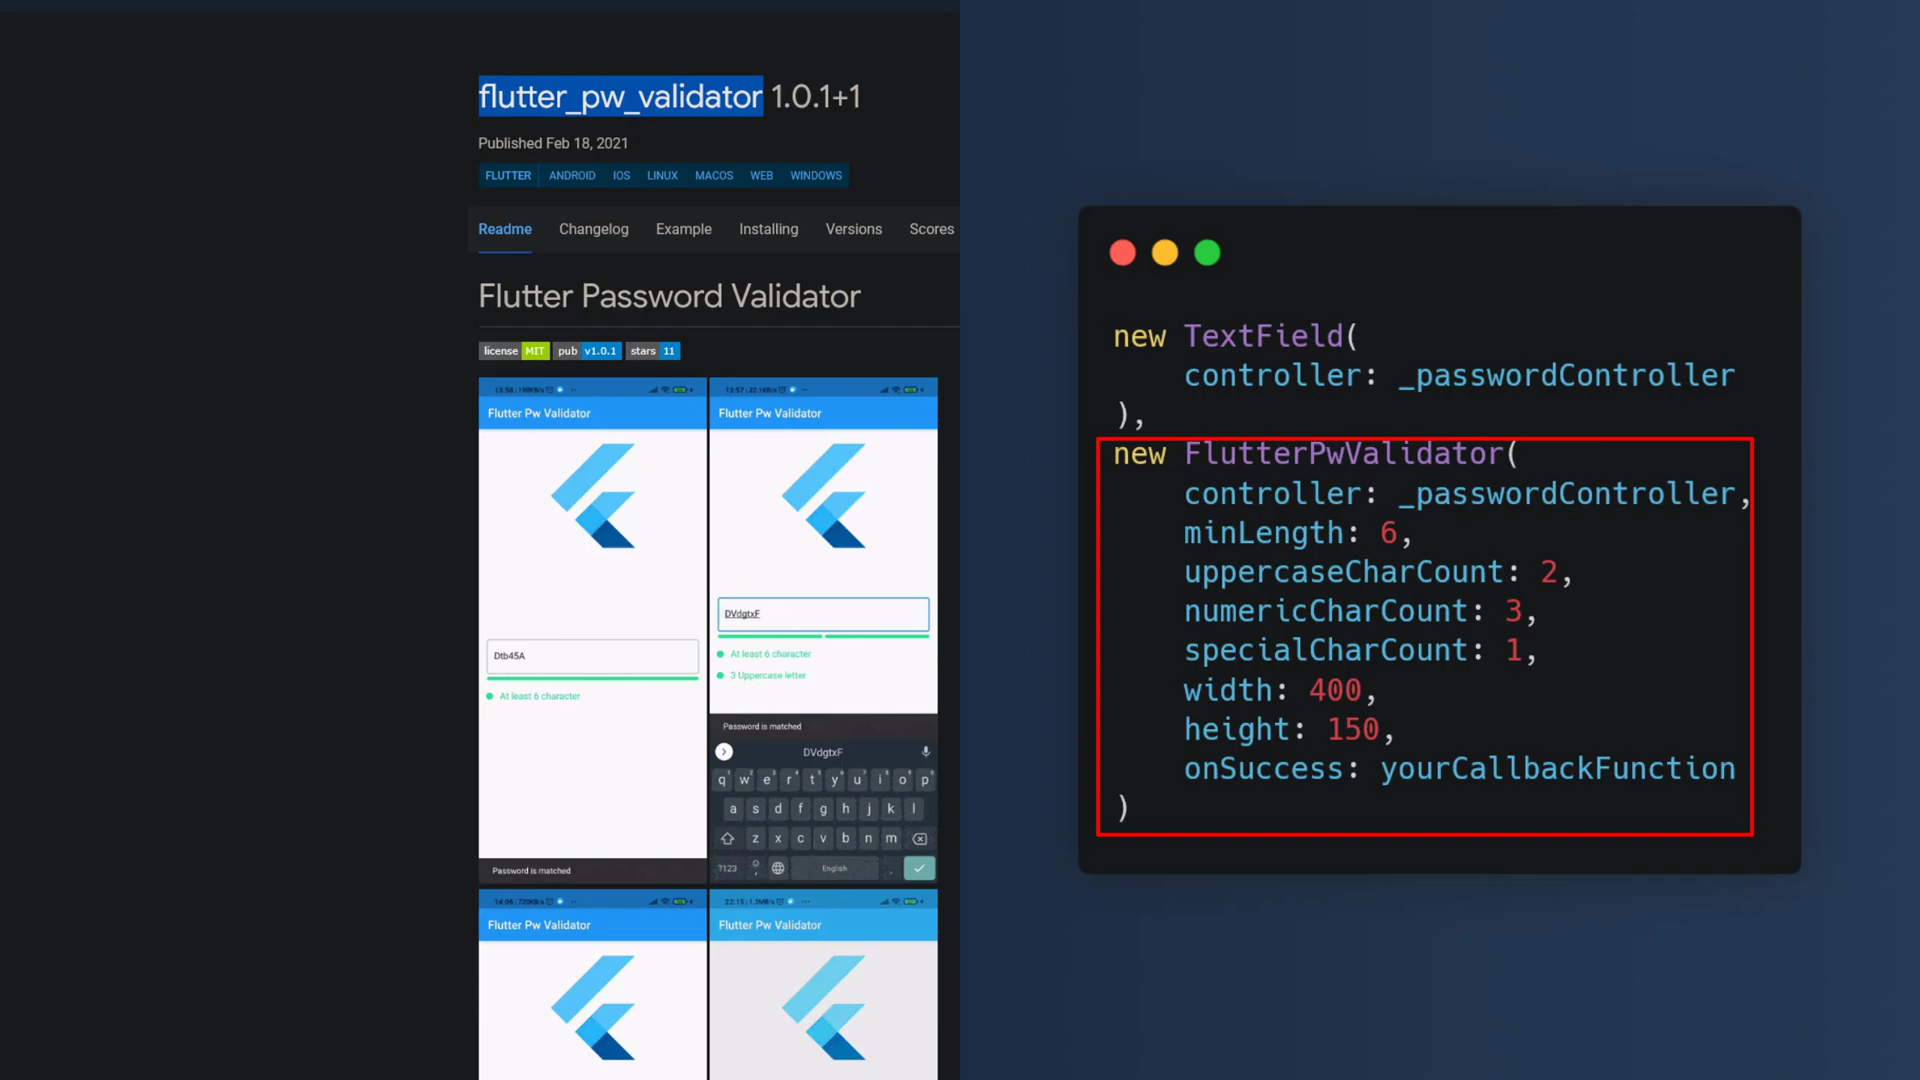 flutter_pw_validator 1.0.1+1
Published Feb 18, 2021
FLUTTER ANDROID IOS LINUX MACOS WEB WINDOWS
Readme Changelog Example Installing Versions Scores
Flutter Password Validator
license MIT pub v1.0.1 stars 11
Flutter Pw Validator
Dtb45A
At least 6 character
Password is matched
Flutter Pw Validator
DVdgtxF
At least 6 character
3 Uppercase letter
Password is matched
DVdgtxF
q w e r t y u i o p
a s d f g h j k l
z x c v b n m
?123 English
Flutter Pw Validator
Flutter Pw Validator
new TextField(
controller: _passwordController
),
new FlutterPwValidator(
controller: _passwordController,
minLength: 6,
uppercaseCharCount: 2,
numericCharCount: 3,
specialCharCount: 1,
width: 400,
height: 150,
onSuccess: yourCallbackFunction
)